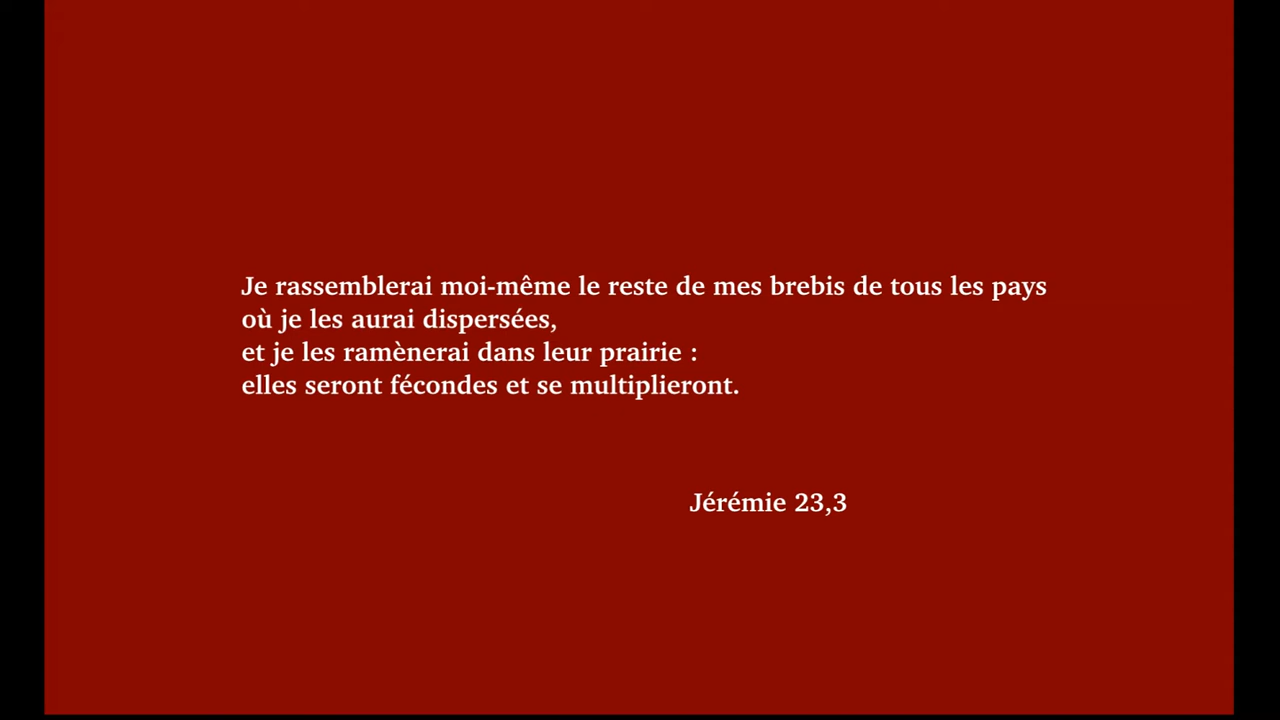 Je rassemblerai moi-même le reste de mes brebis de tous les pays
où je les aurai dispersées,
et je les ramènerai dans leur prairie :
elles seront fécondes et se multiplieront.
Jérémie 23,3